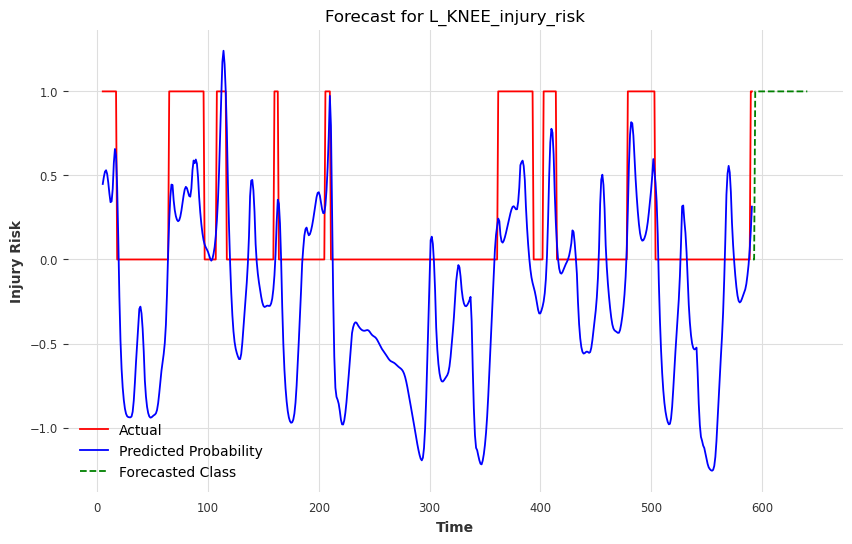 Forecast for L_KNEE_injury_risk
1.0
0.5
0.0
−0.5
−1.0
Injury Risk
Actual
Predicted Probability
Forecasted Class
0 100 200 300 400 500 600
Time